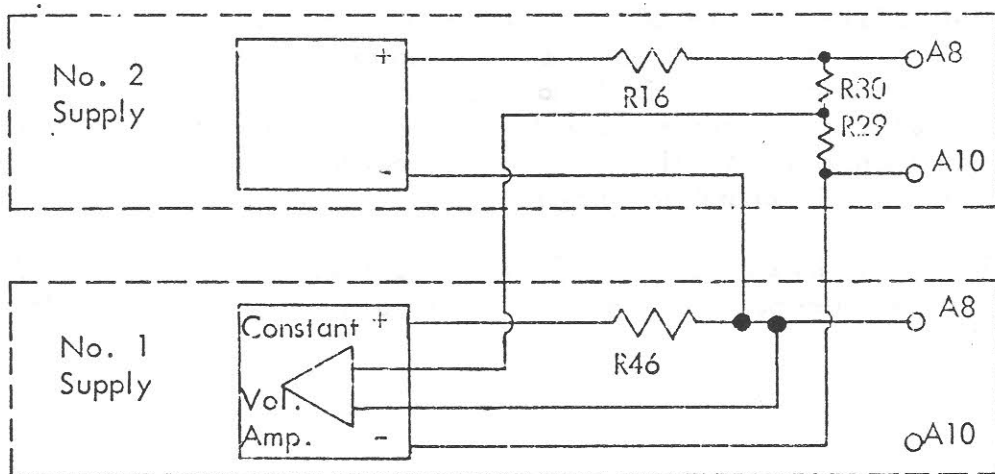 No. 2
Supply
+
-
R16
A8
R30
R29
A10
No. 1
Supply
Constant +
Vol.
Amp. -
R46
A8
A10